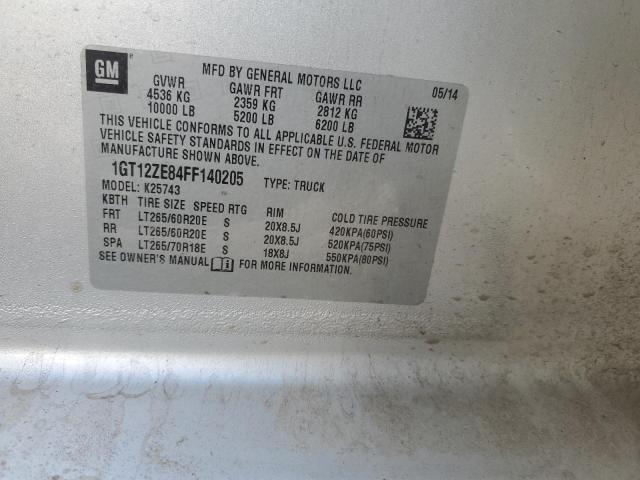 GM
MFD BY GENERAL MOTORS LLC
05/14
GVWR GAWR FRT GAWR RR
4536 KG 2359 KG 2812 KG
10000 LB 5200 LB 6200 LB
THIS VEHICLE CONFORMS TO ALL APPLICABLE U.S. FEDERAL MOTOR
VEHICLE SAFETY STANDARDS IN EFFECT ON THE DATE OF
MANUFACTURE SHOWN ABOVE.
1GT12ZE84FF140205 TYPE: TRUCK
MODEL: K25743
KBTH TIRE SIZE SPEED RTG RIM COLD TIRE PRESSURE
FRT LT265/60R20E S 20X8.5J 420KPA(60PSI)
RR LT265/60R20E S 20X8.5J 520KPA(75PSI)
SPA LT265/70R18E S 18X8J 550KPA(80PSI)
SEE OWNER'S MANUAL FOR MORE INFORMATION.